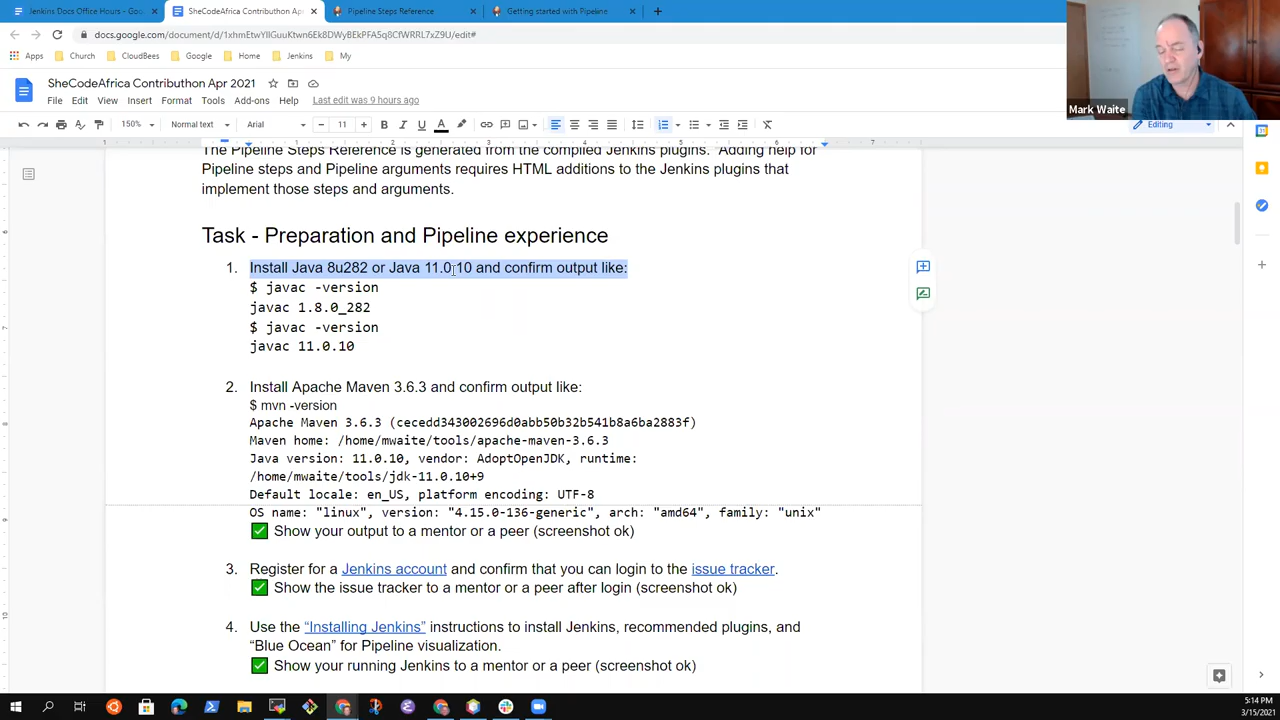 Jenkins Docs Office Hours - Goo
SheCodeAfrica Contributhon Apr
Pipeline Steps Reference
Getting started with Pipeline
docs.google.com/document/d/1xhmEtwYIlGuuKtwn6Ek8DWyBEkPFA5q8CfWRRL7xZ9U/edit#
Apps
Church
CloudBees
Google
Home
Jenkins
My
SheCodeAfrica Contributhon Apr 2021
File Edit View Insert Format Tools Add-ons Help Last edit was 9 hours ago
150% Normal text Arial 11 Editing
Mark Waite
The Pipeline Steps Reference is generated from the compiled Jenkins plugins. Adding help for
Pipeline steps and Pipeline arguments requires HTML additions to the Jenkins plugins that
implement those steps and arguments.
Task - Preparation and Pipeline experience
1. Install Java 8u282 or Java 11.0.10 and confirm output like:
$ javac -version
javac 1.8.0_282
$ javac -version
javac 11.0.10
2. Install Apache Maven 3.6.3 and confirm output like:
$ mvn -version
Apache Maven 3.6.3 (cecedd343002696d0abb50b32b541b8a6ba2883f)
Maven home: /home/mwaite/tools/apache-maven-3.6.3
Java version: 11.0.10, vendor: AdoptOpenJDK, runtime:
/home/mwaite/tools/jdk-11.0.10+9
Default locale: en_US, platform encoding: UTF-8
OS name: "linux", version: "4.15.0-136-generic", arch: "amd64", family: "unix"
✅ Show your output to a mentor or a peer (screenshot ok)
3. Register for a Jenkins account and confirm that you can login to the issue tracker.
✅ Show the issue tracker to a mentor or a peer after login (screenshot ok)
4. Use the “Installing Jenkins” instructions to install Jenkins, recommended plugins, and
“Blue Ocean” for Pipeline visualization.
✅ Show your running Jenkins to a mentor or a peer (screenshot ok)
5:14 PM
3/15/2021